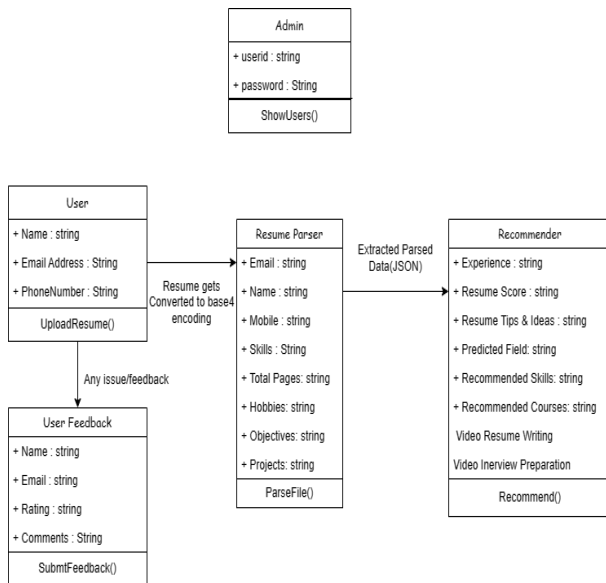 Admin
+ userid : string
+ password : String
ShowUsers()
User
+ Name : string
+ Email Address : String
+ PhoneNumber : String
UploadResume()
Resume gets
Converted to base4
encoding
Resume Parser
+ Email : string
+ Name : string
+ Mobile : string
+ Skills : String
+ Total Pages: string
+ Hobbies: string
+ Objectives: string
+ Projects: string
ParseFile()
Extracted Parsed
Data(JSON)
Recommender
+ Experience : string
+ Resume Score : string
+ Resume Tips & Ideas : string
+ Predicted Field: string
+ Recommended Skills: string
+ Recommended Courses: string
Video Resume Writing
Video Inerview Preparation
Recommend()
Any issue/feedback
User Feedback
+ Name : string
+ Email : string
+ Rating : string
+ Comments : String
SubmtFeedback()